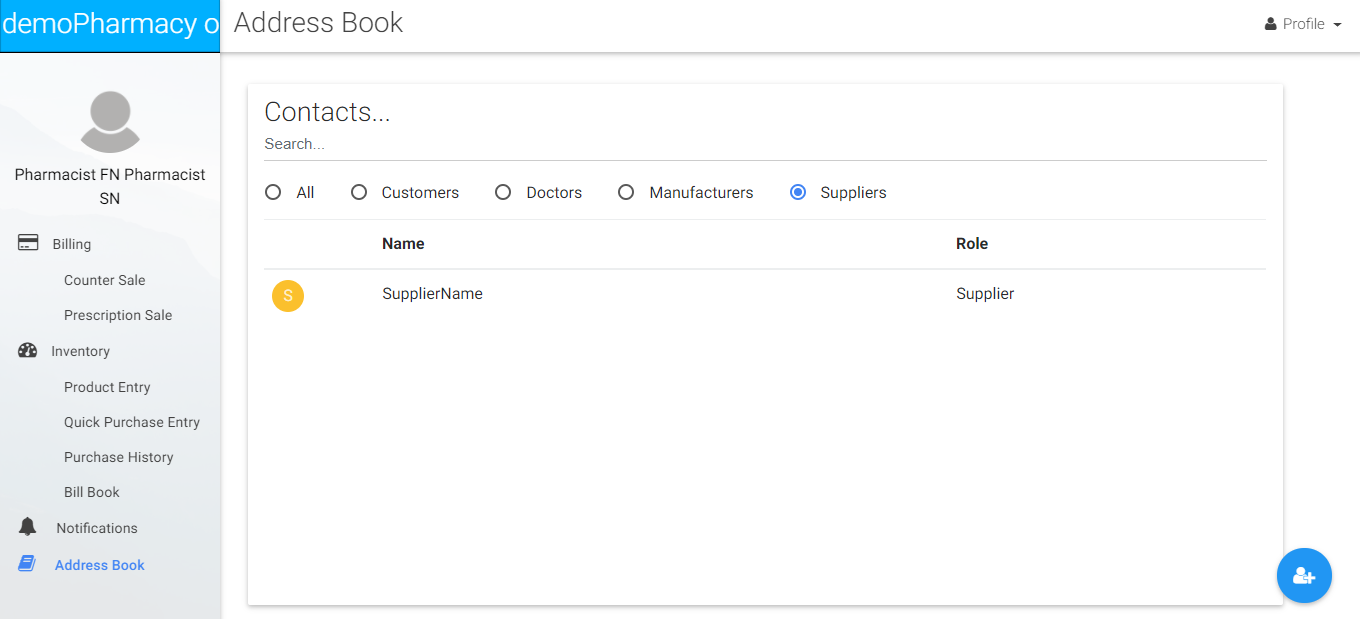 demoPharmacy o
Address Book
Profile
Pharmacist FN Pharmacist
SN
Billing
Counter Sale
Prescription Sale
Inventory
Product Entry
Quick Purchase Entry
Purchase History
Bill Book
Notifications
Address Book
Contacts...
Search...
All Customers Doctors Manufacturers Suppliers
Name Role
S SupplierName Supplier